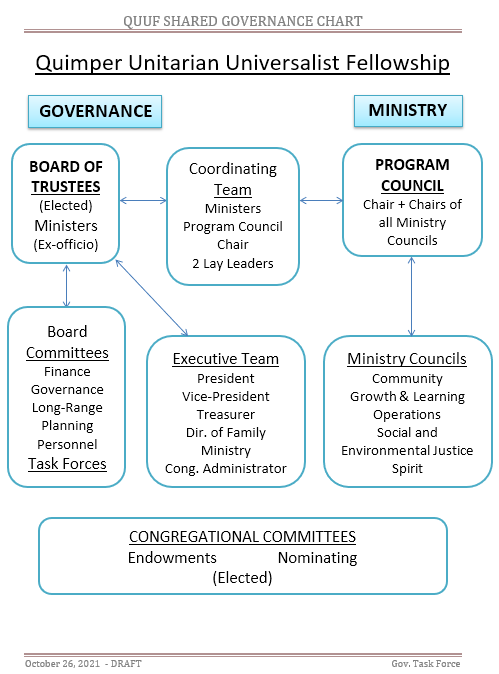 QUUF SHARED GOVERNANCE CHART
Quimper Unitarian Universalist Fellowship
GOVERNANCE
MINISTRY
BOARD OF
TRUSTEES
(Elected)
Ministers
(Ex-officio)
Coordinating
Team
Ministers
Program Council
Chair
2 Lay Leaders
PROGRAM
COUNCIL
Chair + Chairs of
all Ministry
Councils
Board
Committees
Finance
Governance
Long-Range
Planning
Personnel
Task Forces
Executive Team
President
Vice-President
Treasurer
Dir. of Family
Ministry
Cong. Administrator
Ministry Councils
Community
Growth & Learning
Operations
Social and
Environmental Justice
Spirit
CONGREGATIONAL COMMITTEES
Endowments Nominating
(Elected)
October 26, 2021 - DRAFT Gov. Task Force